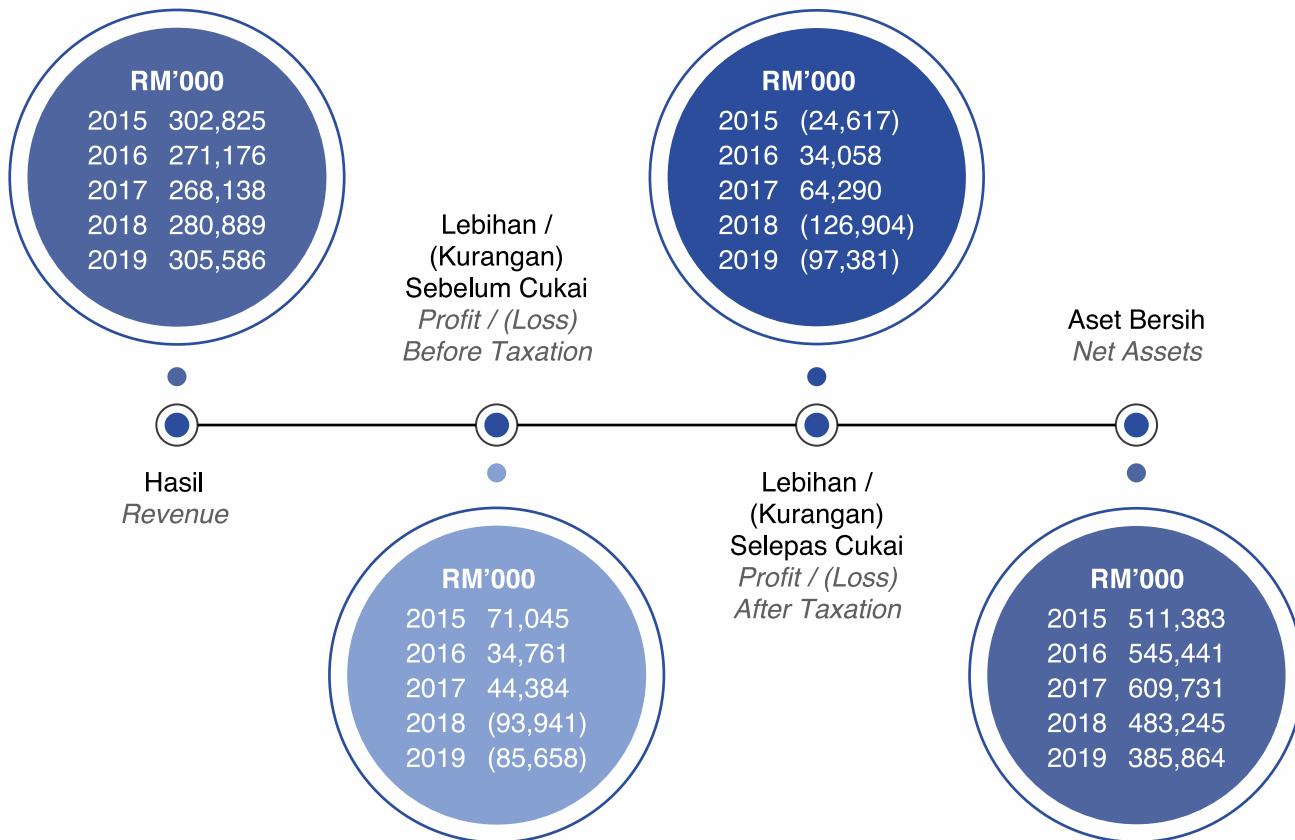 RM’000
2015 302,825
2016 271,176
2017 268,138
2018 280,889
2019 305,586
Hasil
Revenue
Lebihan /
(Kurangan)
Sebelum Cukai
Profit / (Loss)
Before Taxation
RM’000
2015 71,045
2016 34,761
2017 44,384
2018 (93,941)
2019 (85,658)
RM’000
2015 (24,617)
2016 34,058
2017 64,290
2018 (126,904)
2019 (97,381)
Lebihan /
(Kurangan)
Selepas Cukai
Profit / (Loss)
After Taxation
Aset Bersih
Net Assets
RM’000
2015 511,383
2016 545,441
2017 609,731
2018 483,245
2019 385,864